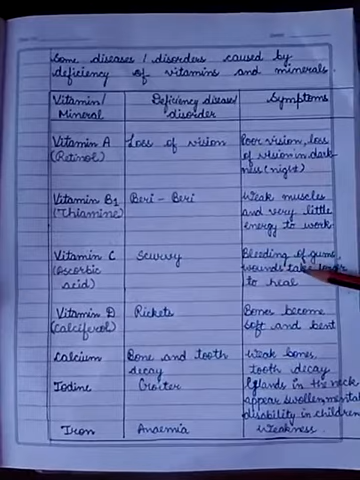 Some diseases / disorders caused by
deficiency of vitamins and minerals.
Vitamin/ Mineral
Deficiency disease/ disorder
Symptoms
Vitamin A (Retinol)
Loss of vision
Poor vision, loss
of vision in dark-
ness (night)
Vitamin B1 (Thiamine)
Beri - Beri
Weak muscles
and very little
energy to work
Vitamin C (Ascorbic acid)
Scurvy
Bleeding of gums,
wounds take longer
to heal
Vitamin D (Calciferol)
Rickets
Bones become
soft and bent
Calcium
Bone and tooth decay
Weak bones,
tooth decay
Iodine
Goiter
Glands in the neck
appear swollen, mental
disability in children
Iron
Anaemia
Weakness.